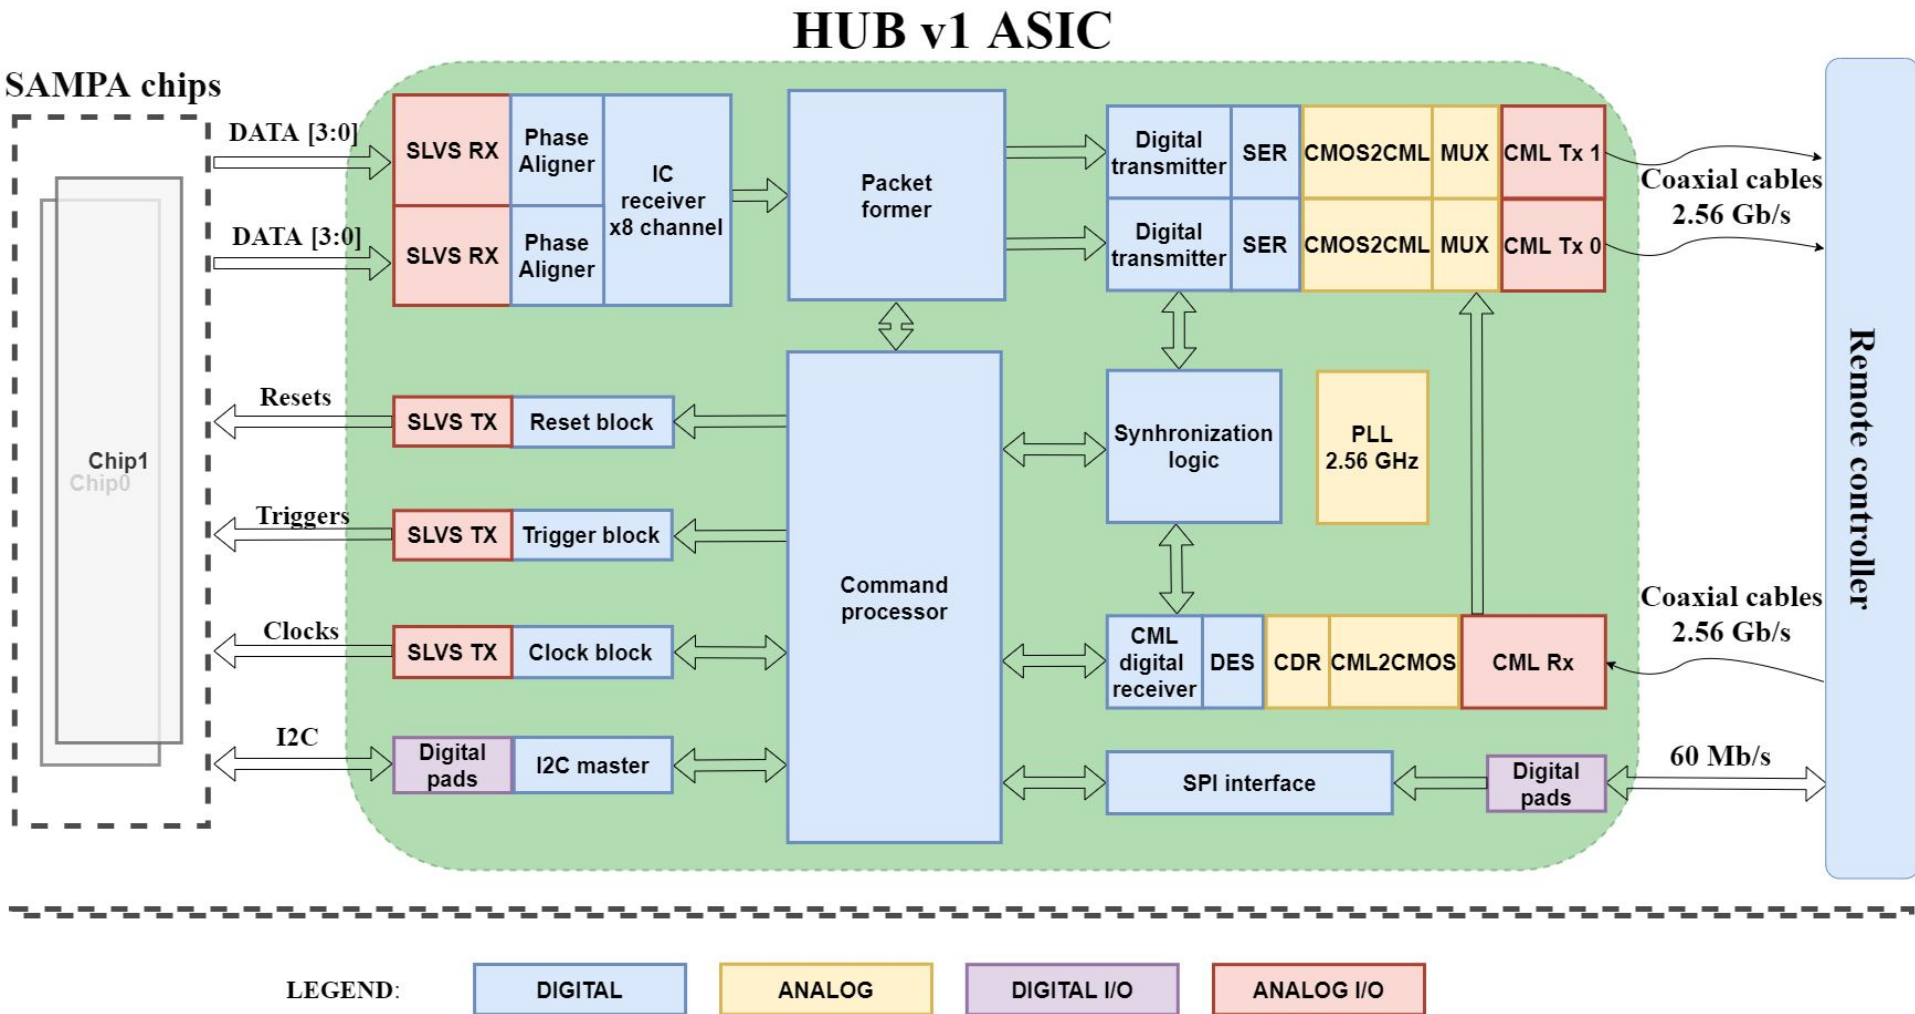 HUB v1 ASIC
SAMPA chips
DATA [3:0]
DATA [3:0]
SLVS RX
Phase
Aligner
SLVS RX
Phase
Aligner
IC
receiver
x8 channel
Packet
former
Digital
transmitter
SER
CMOS2CML
MUX
CML Tx 1
Digital
transmitter
SER
CMOS2CML
MUX
CML Tx 0
Coaxial cables
2.56 Gb/s
Resets
SLVS TX
Reset block
Triggers
SLVS TX
Trigger block
Clocks
SLVS TX
Clock block
I2C
Digital
pads
I2C master
Chip1
Chip0
Command
processor
Synhronization
logic
PLL
2.56 GHz
CML
digital
receiver
DES
CDR
CML2CMOS
CML Rx
Coaxial cables
2.56 Gb/s
SPI interface
Digital
pads
60 Mb/s
Remote controller
LEGEND:
DIGITAL
ANALOG
DIGITAL I/O
ANALOG I/O